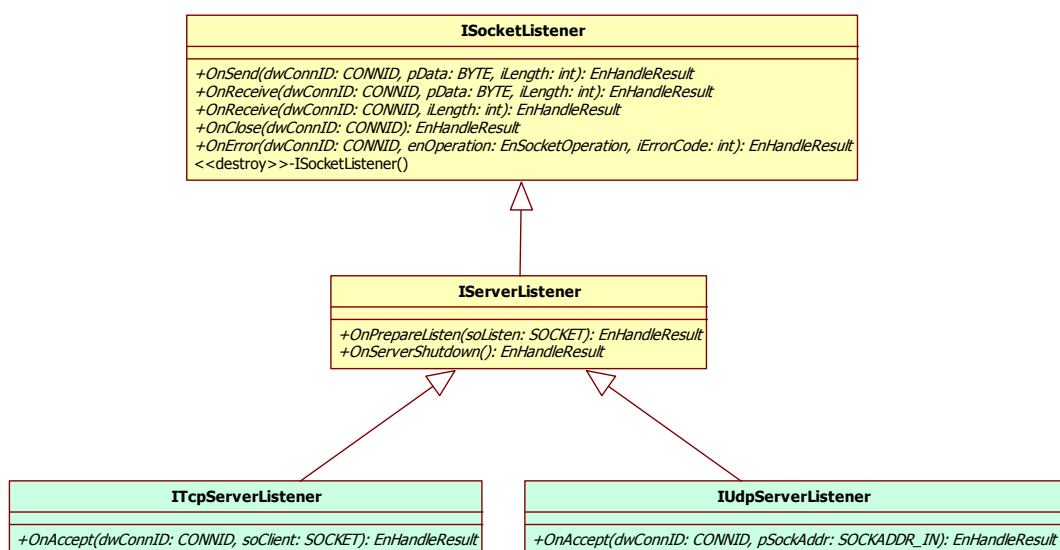 ISocketListener
+OnSend(dwConnID: CONNID, pData: BYTE, iLength: int): EnHandleResult
+OnReceive(dwConnID: CONNID, pData: BYTE, iLength: int): EnHandleResult
+OnReceive(dwConnID: CONNID, iLength: int): EnHandleResult
+OnClose(dwConnID: CONNID): EnHandleResult
+OnError(dwConnID: CONNID, enOperation: EnSocketOperation, iErrorCode: int): EnHandleResult
<<destroy>>-ISocketListener()
IServerListener
+OnPrepareListen(soListen: SOCKET): EnHandleResult
+OnServerShutdown(): EnHandleResult
ITcpServerListener
+OnAccept(dwConnID: CONNID, soClient: SOCKET): EnHandleResult
IUdpServerListener
+OnAccept(dwConnID: CONNID, pSockAddr: SOCKADDR_IN): EnHandleResult